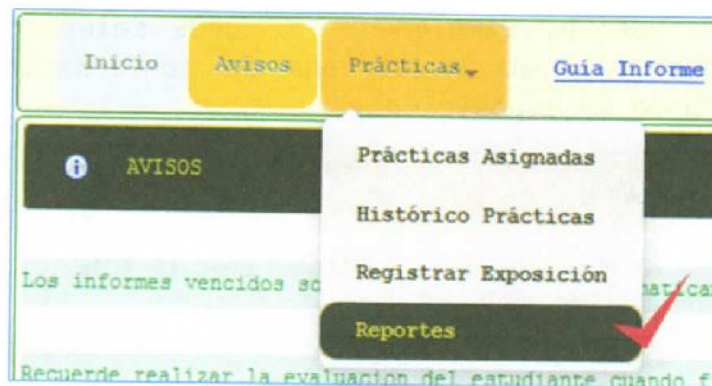 Inicio Avisos Prácticas Guía Informe
AVISOS
Prácticas Asignadas
Histórico Prácticas
Registrar Exposición
Reportes
Los informes vencidos
Recuerde realizar la evaluacion del estudiante cuando